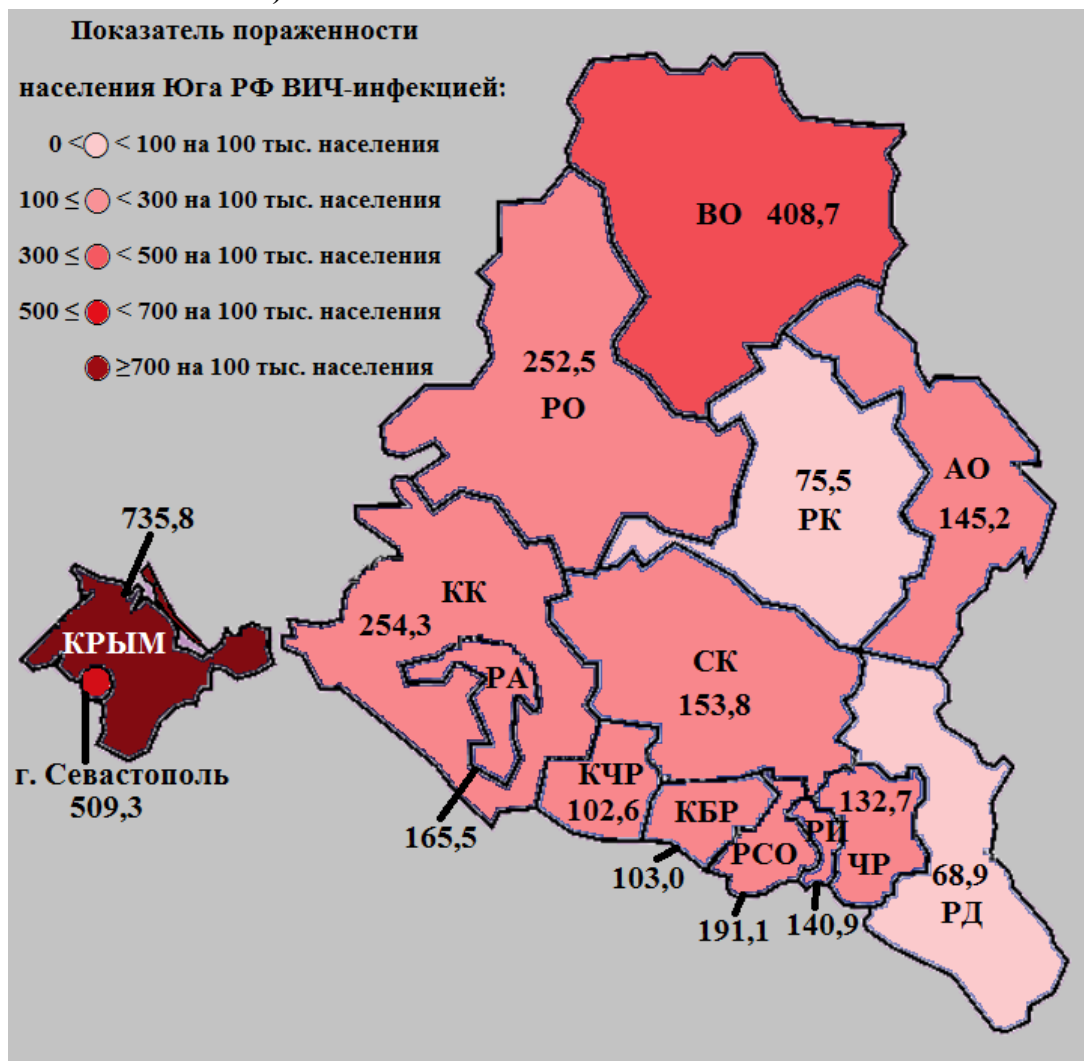 Показатель пораженности
населения Юга РФ ВИЧ-инфекцией:
0 < < 100 на 100 тыс. населения
100 ≤ < 300 на 100 тыс. населения
300 ≤ < 500 на 100 тыс. населения
500 ≤ < 700 на 100 тыс. населения
≥700 на 100 тыс. населения
ВО 408,7
252,5
РО
75,5
РК
АО
145,2
735,8
КРЫМ
г. Севастополь
509,3
КК
254,3
РА
165,5
СК
153,8
КЧР
102,6
КБР
103,0
РСО
191,1
РИ
140,9
132,7
ЧР
68,9
РД